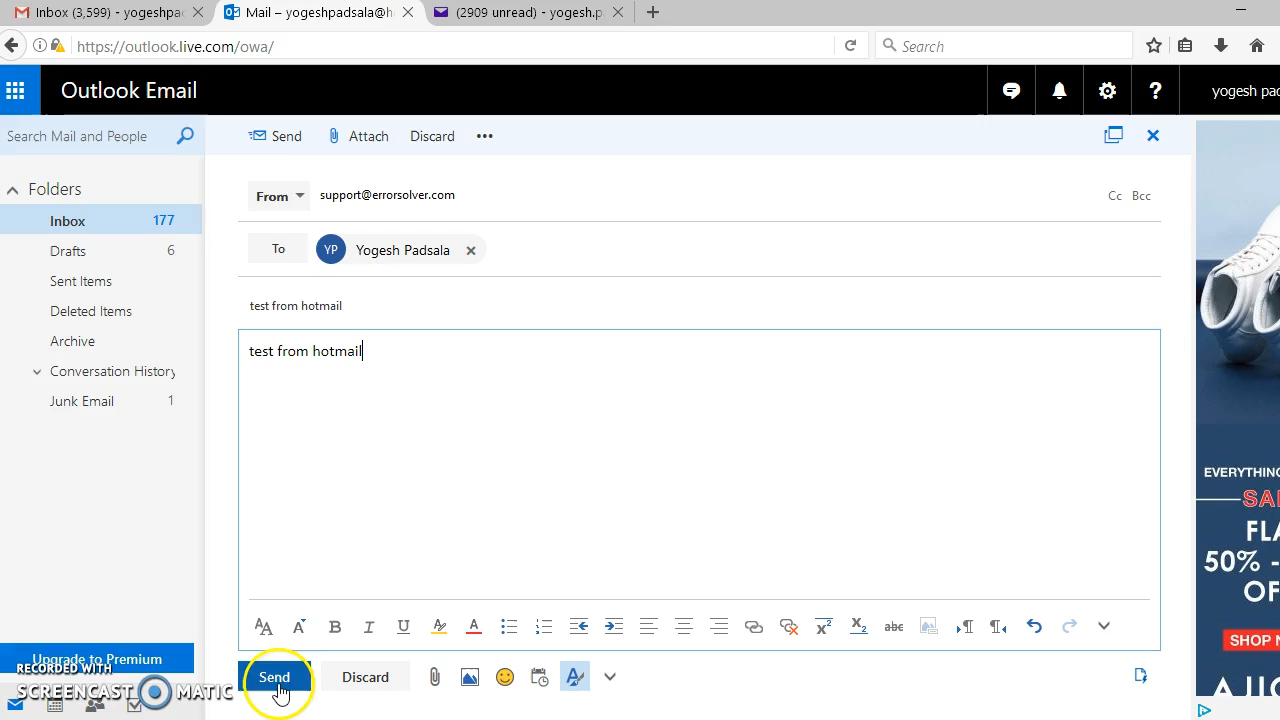 Inbox (3,599) - yogeshpad
Mail – yogeshpadsala@h
(2909 unread) - yogesh.p
https://outlook.live.com/owa/
Search
Outlook Email
yogesh pad
Search Mail and People
Send
Attach
Discard
•••
Folders
Inbox 177
Drafts 6
Sent Items
Deleted Items
Archive
Conversation History
Junk Email 1
Upgrade to Premium
From support@errorsolver.com
Cc Bcc
To YP Yogesh Padsala
test from hotmail
test from hotmail
Send
Discard
EVERYTHING
SAL
FLA
50% -
OF
SHOP N
AJIO
RECORDED WITH
SCREENCAST MATIC